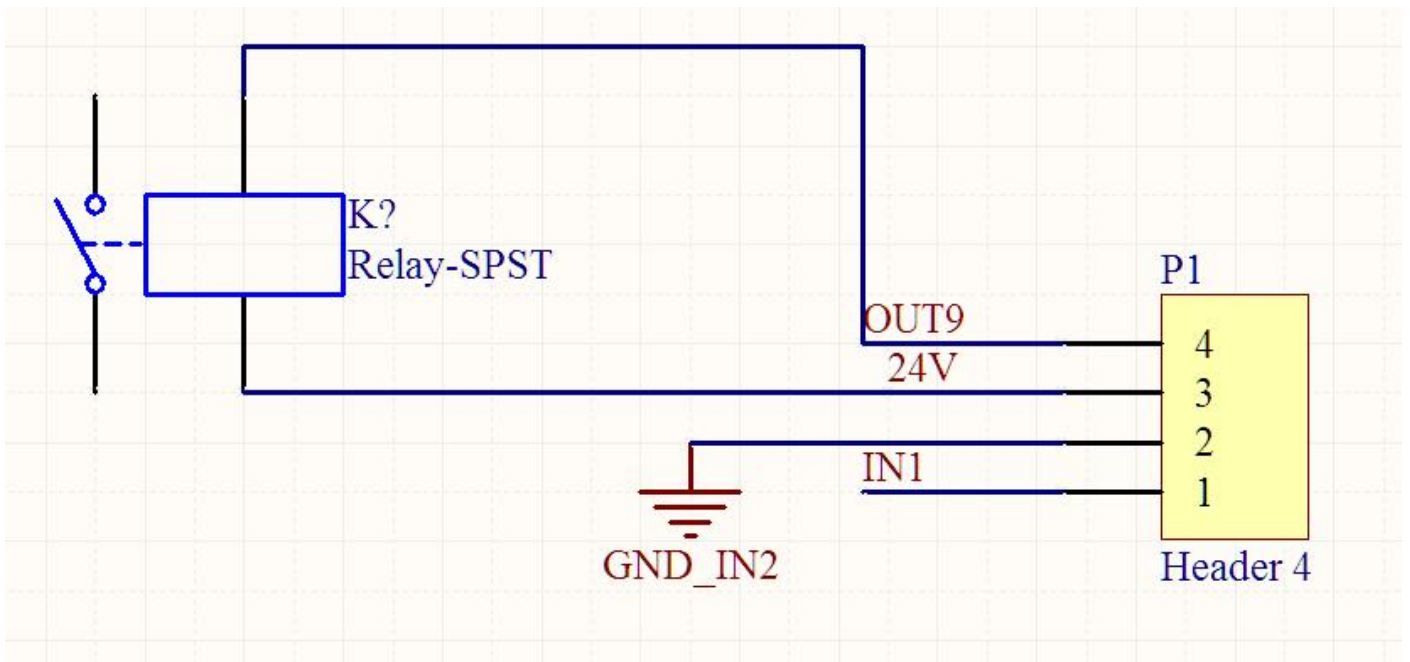 K?
Relay-SPST
P1
OUT9
4
24V
3
2
IN1
1
GND_IN2
Header 4